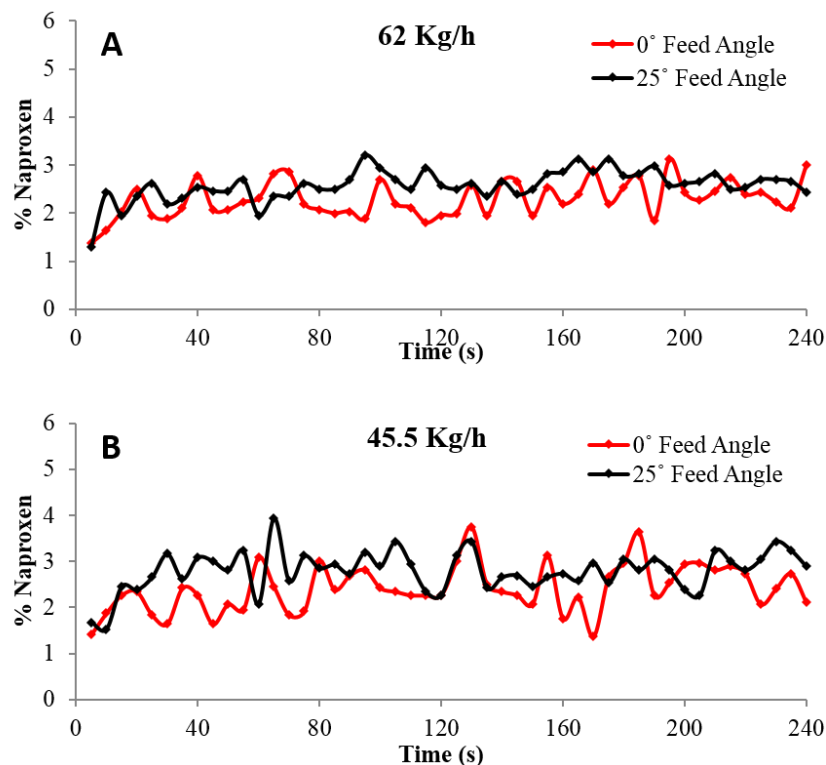 A
62 Kg/h
0˚ Feed Angle
25˚ Feed Angle
% Naproxen
6
5
4
3
2
1
0
0 40 80 120 160 200 240
Time (s)
B
45.5 Kg/h
0˚ Feed Angle
25˚ Feed Angle
% Naproxen
6
5
4
3
2
1
0
0 40 80 120 160 200 240
Time (s)